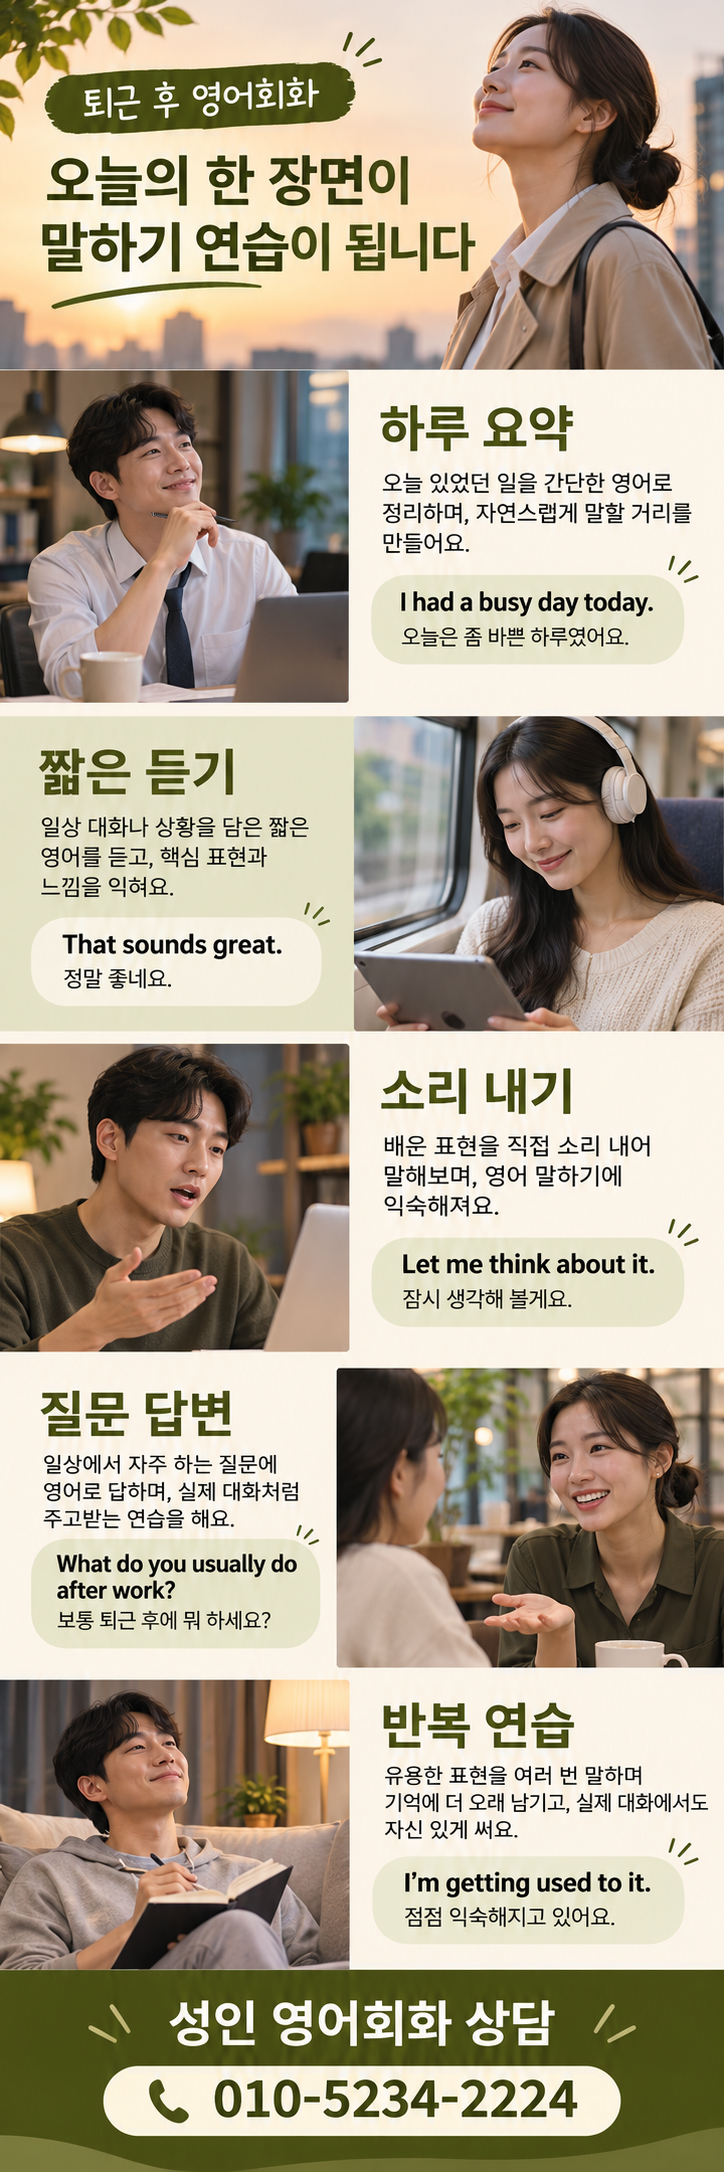 퇴근 후 영어회화
오늘의 한 장면이
말하기 연습이 됩니다
하루 요약
오늘 있었던 일을 간단한 영어로
정리하며, 자연스럽게 말할 거리를
만들어요.
I had a busy day today.
오늘은 좀 바쁜 하루였어요.
짧은 듣기
일상 대화나 상황을 담은 짧은
영어를 듣고, 핵심 표현과
느낌을 익혀요.
That sounds great.
정말 좋네요.
소리 내기
배운 표현을 직접 소리 내어
말해보며, 영어 말하기에
익숙해져요.
Let me think about it.
잠시 생각해 볼게요.
질문 답변
일상에서 자주 하는 질문에
영어로 답하며, 실제 대화처럼
주고받는 연습을 해요.
What do you usually do
after work?
보통 퇴근 후에 뭐 하세요?
반복 연습
유용한 표현을 여러 번 말하며
기억에 더 오래 남기고, 실제 대화에서도
자신 있게 써요.
I'm getting used to it.
점점 익숙해지고 있어요.
성인 영어회화 상담
010-5234-2224